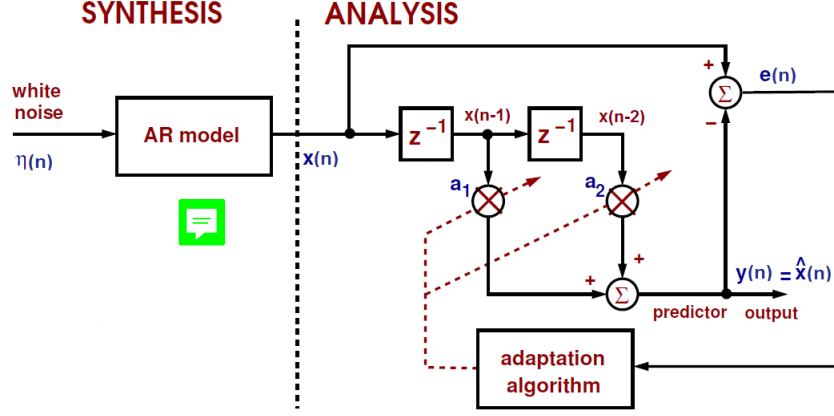 SYNTHESIS
ANALYSIS
white
noise
η(n)
AR model
x(n)
z⁻¹
x(n-1)
z⁻¹
x(n-2)
a₁
a₂
+
Σ
−
e(n)
+
+
Σ
y(n) = x̂(n)
predictor output
adaptation
algorithm